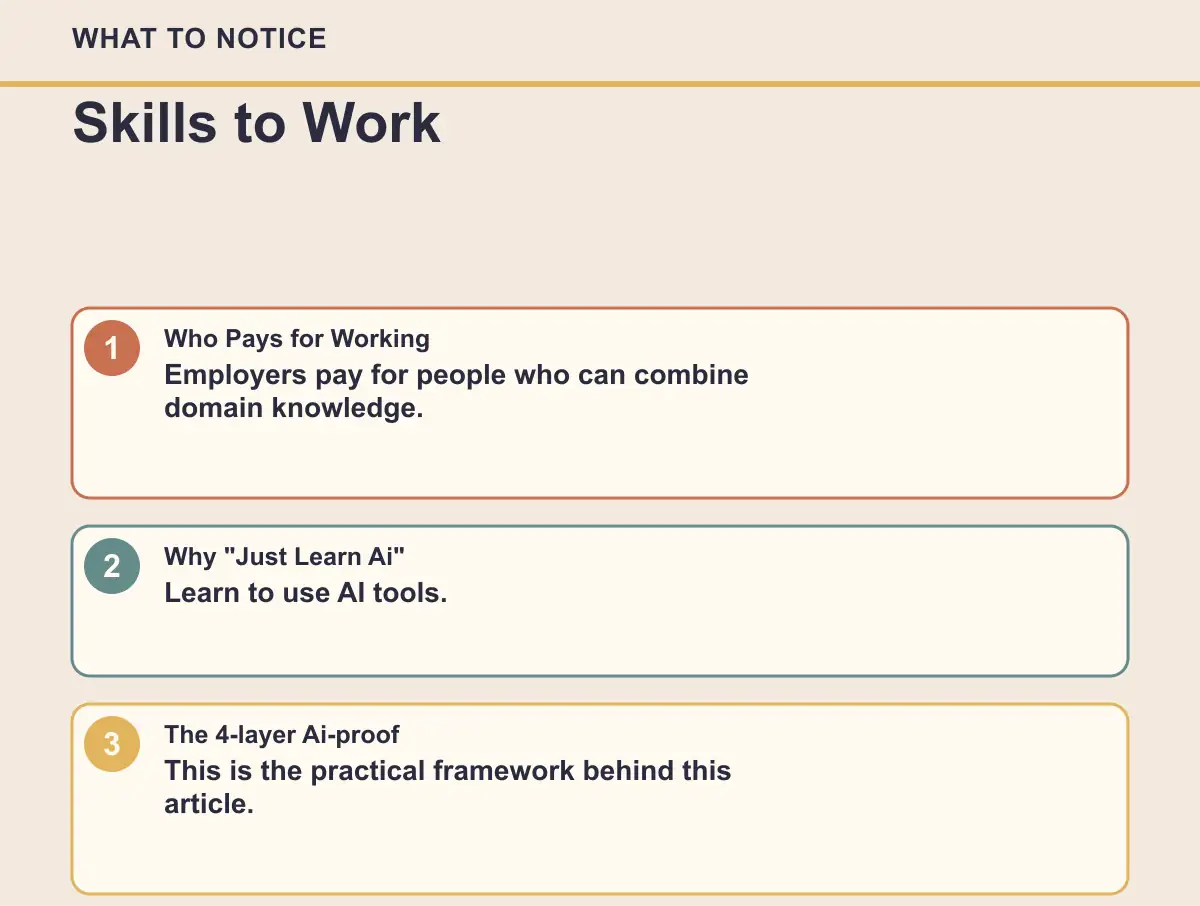 WHAT TO NOTICE
Skills to Work
1
Who Pays for Working
Employers pay for people who can combine
domain knowledge.
2
Why "Just Learn Ai"
Learn to use AI tools.
3
The 4-layer Ai-proof
This is the practical framework behind this
article.